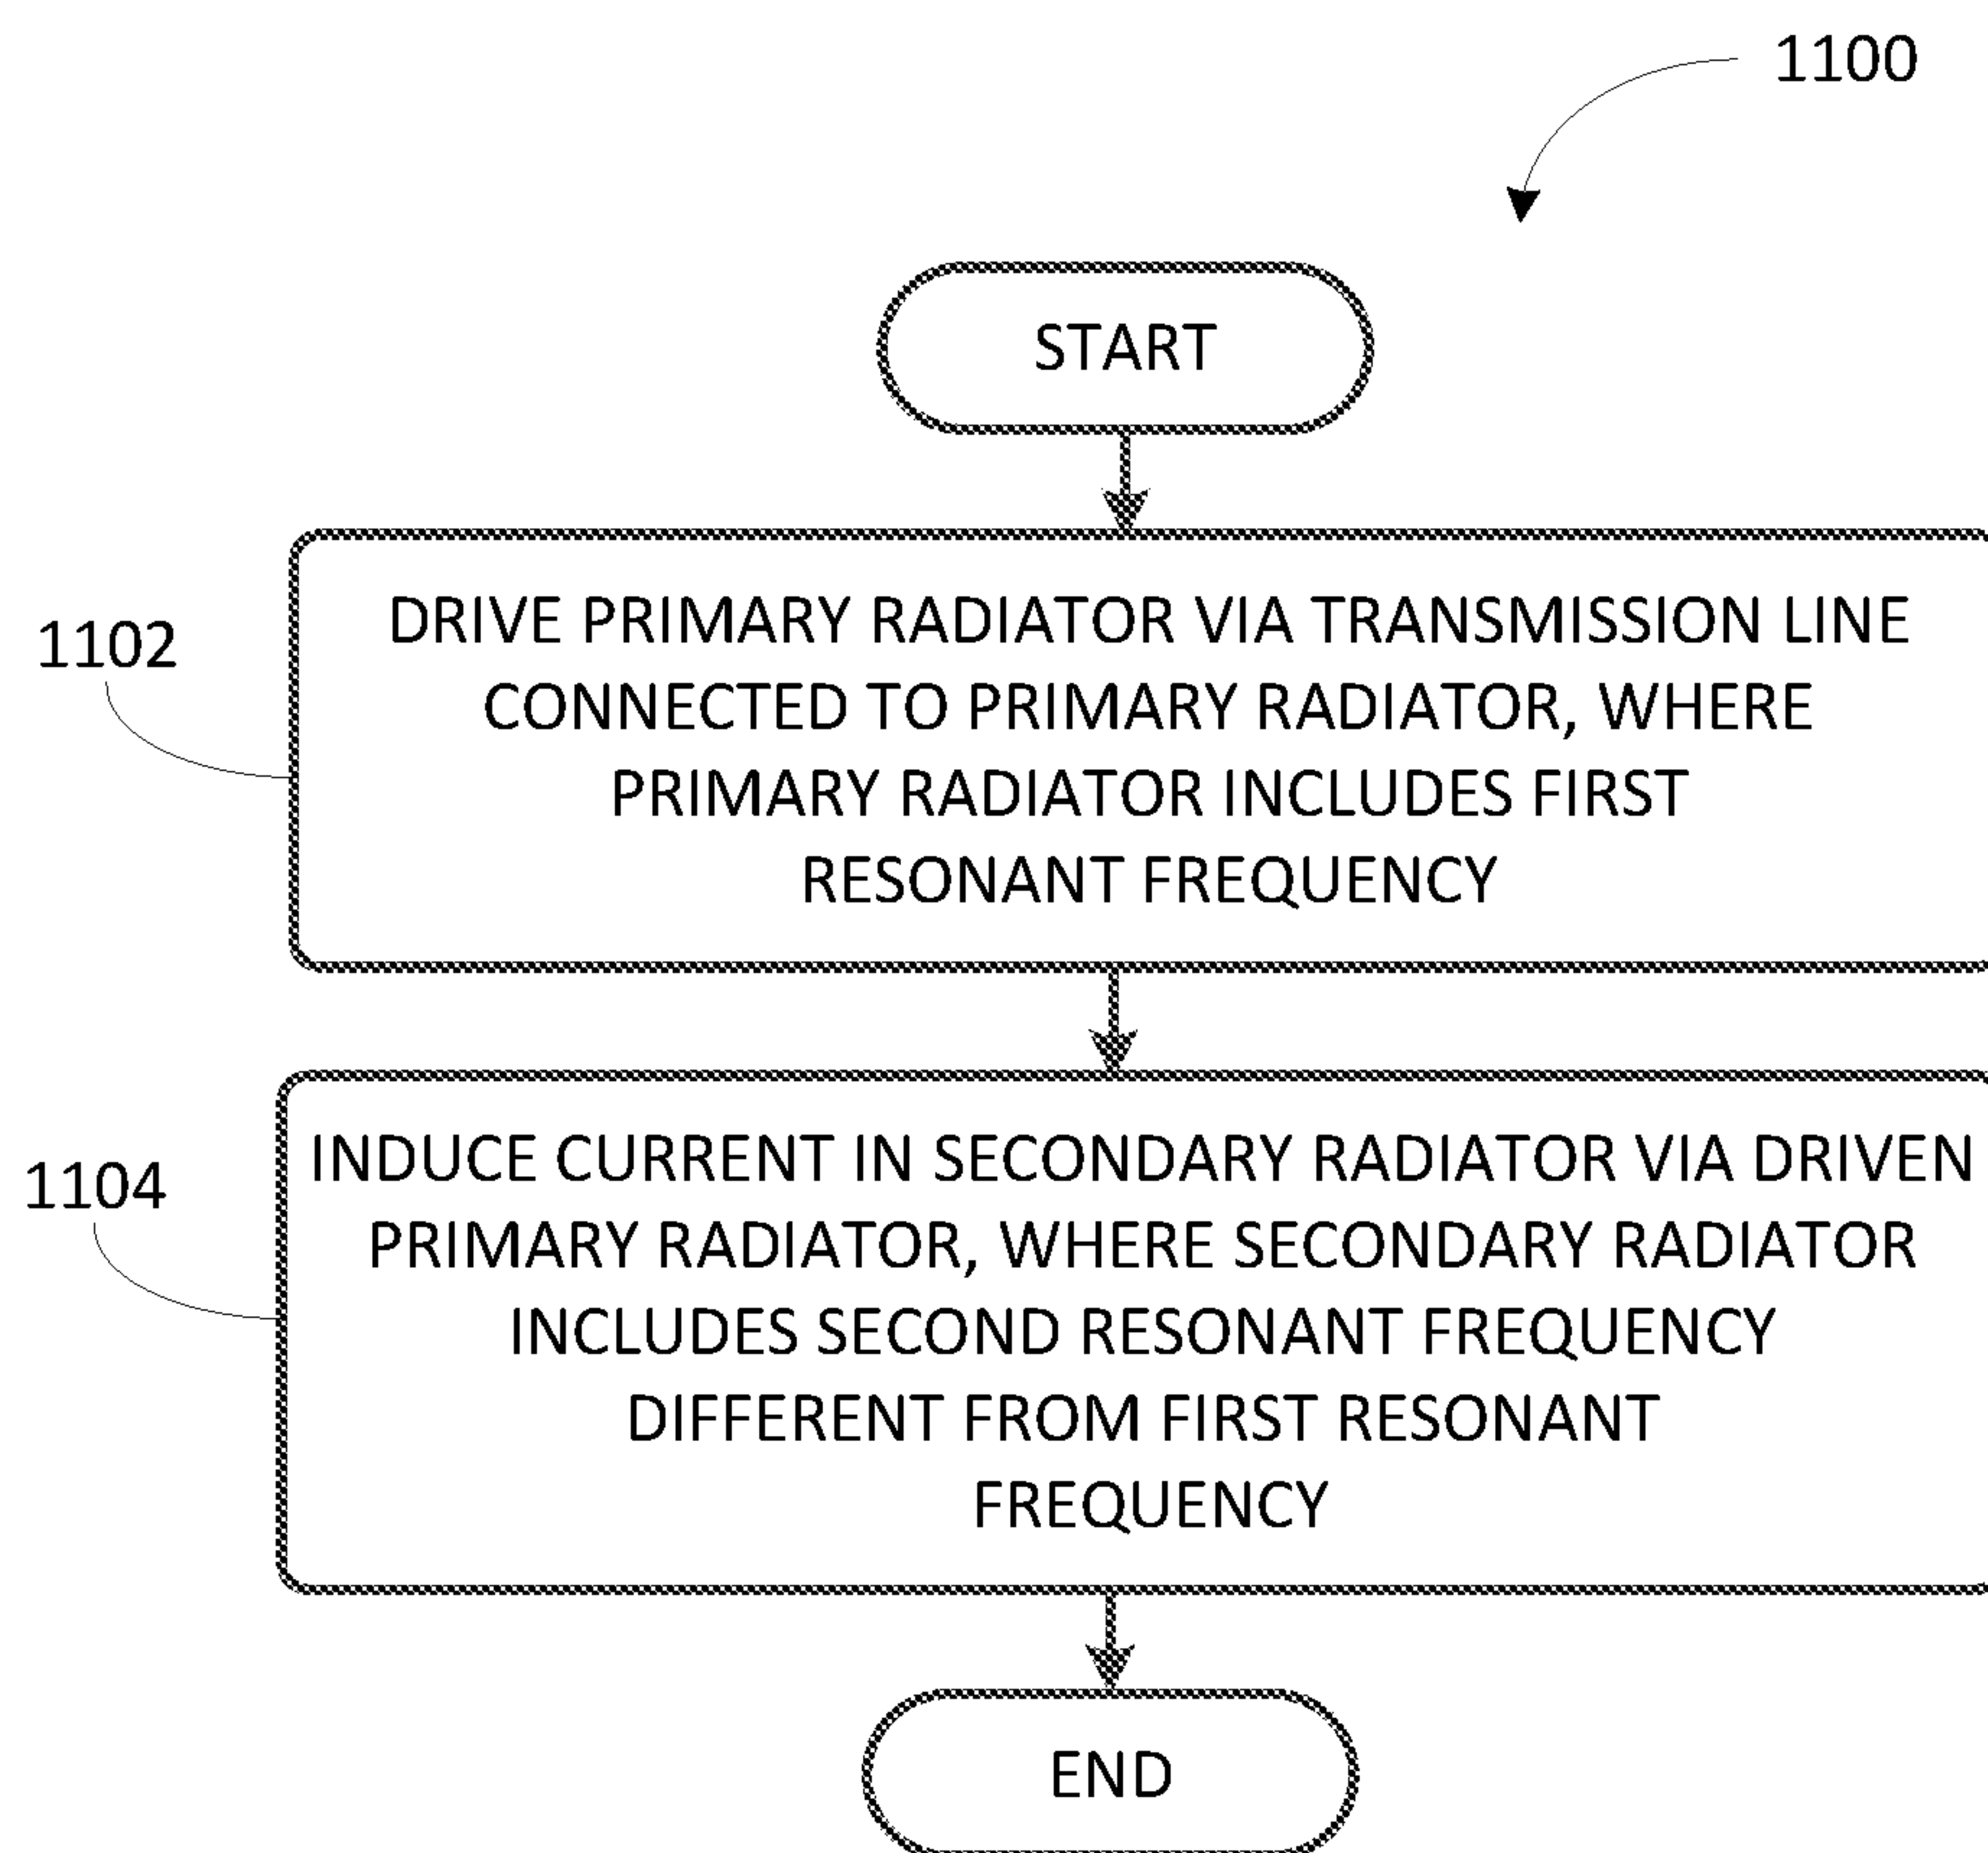 1100
START
1102
DRIVE PRIMARY RADIATOR VIA TRANSMISSION LINE
CONNECTED TO PRIMARY RADIATOR, WHERE
PRIMARY RADIATOR INCLUDES FIRST
RESONANT FREQUENCY
1104
INDUCE CURRENT IN SECONDARY RADIATOR VIA DRIVEN
PRIMARY RADIATOR, WHERE SECONDARY RADIATOR
INCLUDES SECOND RESONANT FREQUENCY
DIFFERENT FROM FIRST RESONANT
FREQUENCY
END